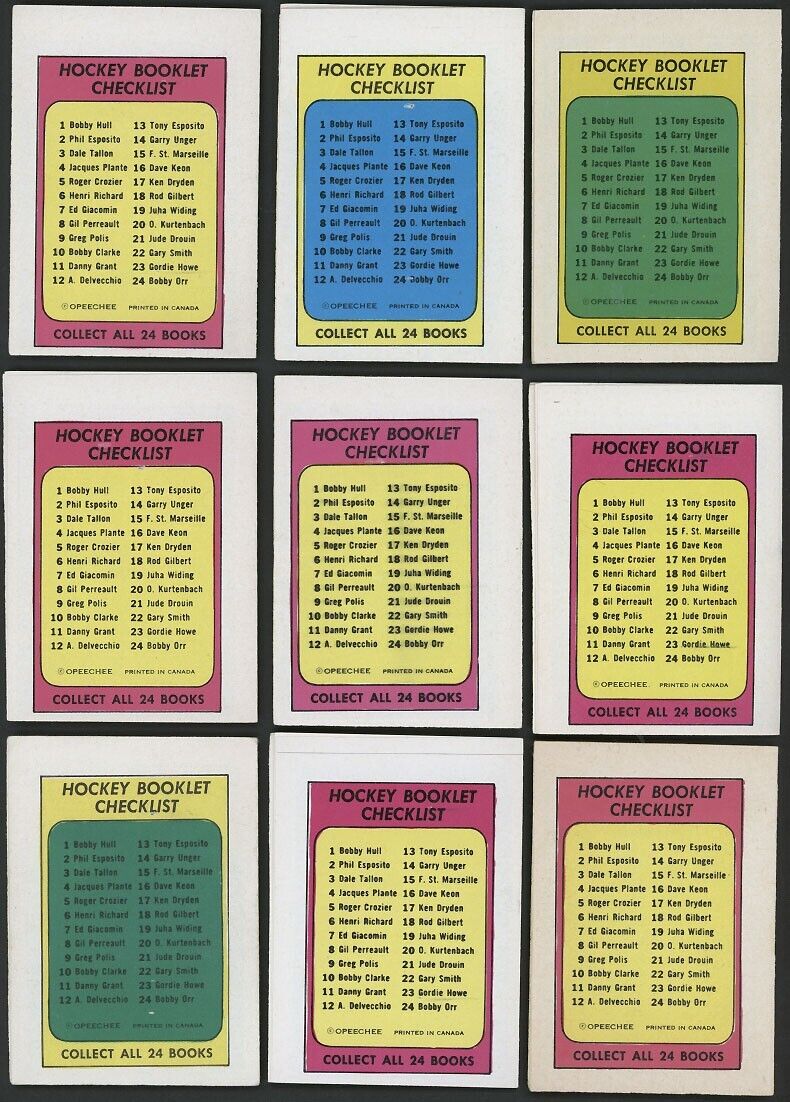 HOCKEY BOOKLET
CHECKLIST
1 Bobby Hull 13 Tony Esposito
2 Phil Esposito 14 Garry Unger
3 Dale Tallon 15 F. St. Marseille
4 Jacques Plante 16 Dave Keon
5 Roger Crozier 17 Ken Dryden
6 Henri Richard 18 Rod Gilbert
7 Ed Giacomin 19 Juha Widing
8 Gil Perreault 20 O. Kurtenbach
9 Greg Polis 21 Jude Drouin
10 Bobby Clarke 22 Gary Smith
11 Danny Grant 23 Gordie Howe
12 A. Delvecchio 24 Bobby Orr
© OPEECHEE PRINTED IN CANADA
COLLECT ALL 24 BOOKS
HOCKEY BOOKLET
CHECKLIST
1 Bobby Hull 13 Tony Esposito
2 Phil Esposito 14 Garry Unger
3 Dale Tallon 15 F. St. Marseille
4 Jacques Plante 16 Dave Keon
5 Roger Crozier 17 Ken Dryden
6 Henri Richard 18 Rod Gilbert
7 Ed Giacomin 19 Juha Widing
8 Gil Perreault 20 O. Kurtenbach
9 Greg Polis 21 Jude Drouin
10 Bobby Clarke 22 Gary Smith
11 Danny Grant 23 Gordie Howe
12 A. Delvecchio 24 Bobby Orr
© OPEECHEE PRINTED IN CANADA
COLLECT ALL 24 BOOKS
HOCKEY BOOKLET
CHECKLIST
1 Bobby Hull 13 Tony Esposito
2 Phil Esposito 14 Garry Unger
3 Dale Tallon 15 F. St. Marseille
4 Jacques Plante 16 Dave Keon
5 Roger Crozier 17 Ken Dryden
6 Henri Richard 18 Rod Gilbert
7 Ed Giacomin 19 Juha Widing
8 Gil Perreault 20 O. Kurtenbach
9 Greg Polis 21 Jude Drouin
10 Bobby Clarke 22 Gary Smith
11 Danny Grant 23 Gordie Howe
12 A. Delvecchio 24 Bobby Orr
© OPEECHEE PRINTED IN CANADA
COLLECT ALL 24 BOOKS
HOCKEY BOOKLET
CHECKLIST
1 Bobby Hull 13 Tony Esposito
2 Phil Esposito 14 Garry Unger
3 Dale Tallon 15 F. St. Marseille
4 Jacques Plante 16 Dave Keon
5 Roger Crozier 17 Ken Dryden
6 Henri Richard 18 Rod Gilbert
7 Ed Giacomin 19 Juha Widing
8 Gil Perreault 20 O. Kurtenbach
9 Greg Polis 21 Jude Drouin
10 Bobby Clarke 22 Gary Smith
11 Danny Grant 23 Gordie Howe
12 A. Delvecchio 24 Bobby Orr
© OPEECHEE PRINTED IN CANADA
COLLECT ALL 24 BOOKS
HOCKEY BOOKLET
CHECKLIST
1 Bobby Hull 13 Tony Esposito
2 Phil Esposito 14 Garry Unger
3 Dale Tallon 15 F. St. Marseille
4 Jacques Plante 16 Dave Keon
5 Roger Crozier 17 Ken Dryden
6 Henri Richard 18 Rod Gilbert
7 Ed Giacomin 19 Juha Widing
8 Gil Perreault 20 O. Kurtenbach
9 Greg Polis 21 Jude Drouin
10 Bobby Clarke 22 Gary Smith
11 Danny Grant 23 Gordie Howe
12 A. Delvecchio 24 Bobby Orr
© OPEECHEE PRINTED IN CANADA
COLLECT ALL 24 BOOKS
HOCKEY BOOKLET
CHECKLIST
1 Bobby Hull 13 Tony Esposito
2 Phil Esposito 14 Garry Unger
3 Dale Tallon 15 F. St. Marseille
4 Jacques Plante 16 Dave Keon
5 Roger Crozier 17 Ken Dryden
6 Henri Richard 18 Rod Gilbert
7 Ed Giacomin 19 Juha Widing
8 Gil Perreault 20 O. Kurtenbach
9 Greg Polis 21 Jude Drouin
10 Bobby Clarke 22 Gary Smith
11 Danny Grant 23 Gordie Howe
12 A. Delvecchio 24 Bobby Orr
© OPEECHEE PRINTED IN CANADA
COLLECT ALL 24 BOOKS
HOCKEY BOOKLET
CHECKLIST
1 Bobby Hull 13 Tony Esposito
2 Phil Esposito 14 Garry Unger
3 Dale Tallon 15 F. St. Marseille
4 Jacques Plante 16 Dave Keon
5 Roger Crozier 17 Ken Dryden
6 Henri Richard 18 Rod Gilbert
7 Ed Giacomin 19 Juha Widing
8 Gil Perreault 20 O. Kurtenbach
9 Greg Polis 21 Jude Drouin
10 Bobby Clarke 22 Gary Smith
11 Danny Grant 23 Gordie Howe
12 A. Delvecchio 24 Bobby Orr
© OPEECHEE PRINTED IN CANADA
COLLECT ALL 24 BOOKS
HOCKEY BOOKLET
CHECKLIST
1 Bobby Hull 13 Tony Esposito
2 Phil Esposito 14 Garry Unger
3 Dale Tallon 15 F. St. Marseille
4 Jacques Plante 16 Dave Keon
5 Roger Crozier 17 Ken Dryden
6 Henri Richard 18 Rod Gilbert
7 Ed Giacomin 19 Juha Widing
8 Gil Perreault 20 O. Kurtenbach
9 Greg Polis 21 Jude Drouin
10 Bobby Clarke 22 Gary Smith
11 Danny Grant 23 Gordie Howe
12 A. Delvecchio 24 Bobby Orr
© OPEECHEE PRINTED IN CANADA
COLLECT ALL 24 BOOKS
HOCKEY BOOKLET
CHECKLIST
1 Bobby Hull 13 Tony Esposito
2 Phil Esposito 14 Garry Unger
3 Dale Tallon 15 F. St. Marseille
4 Jacques Plante 16 Dave Keon
5 Roger Crozier 17 Ken Dryden
6 Henri Richard 18 Rod Gilbert
7 Ed Giacomin 19 Juha Widing
8 Gil Perreault 20 O. Kurtenbach
9 Greg Polis 21 Jude Drouin
10 Bobby Clarke 22 Gary Smith
11 Danny Grant 23 Gordie Howe
12 A. Delvecchio 24 Bobby Orr
© OPEECHEE PRINTED IN CANADA
COLLECT ALL 24 BOOKS